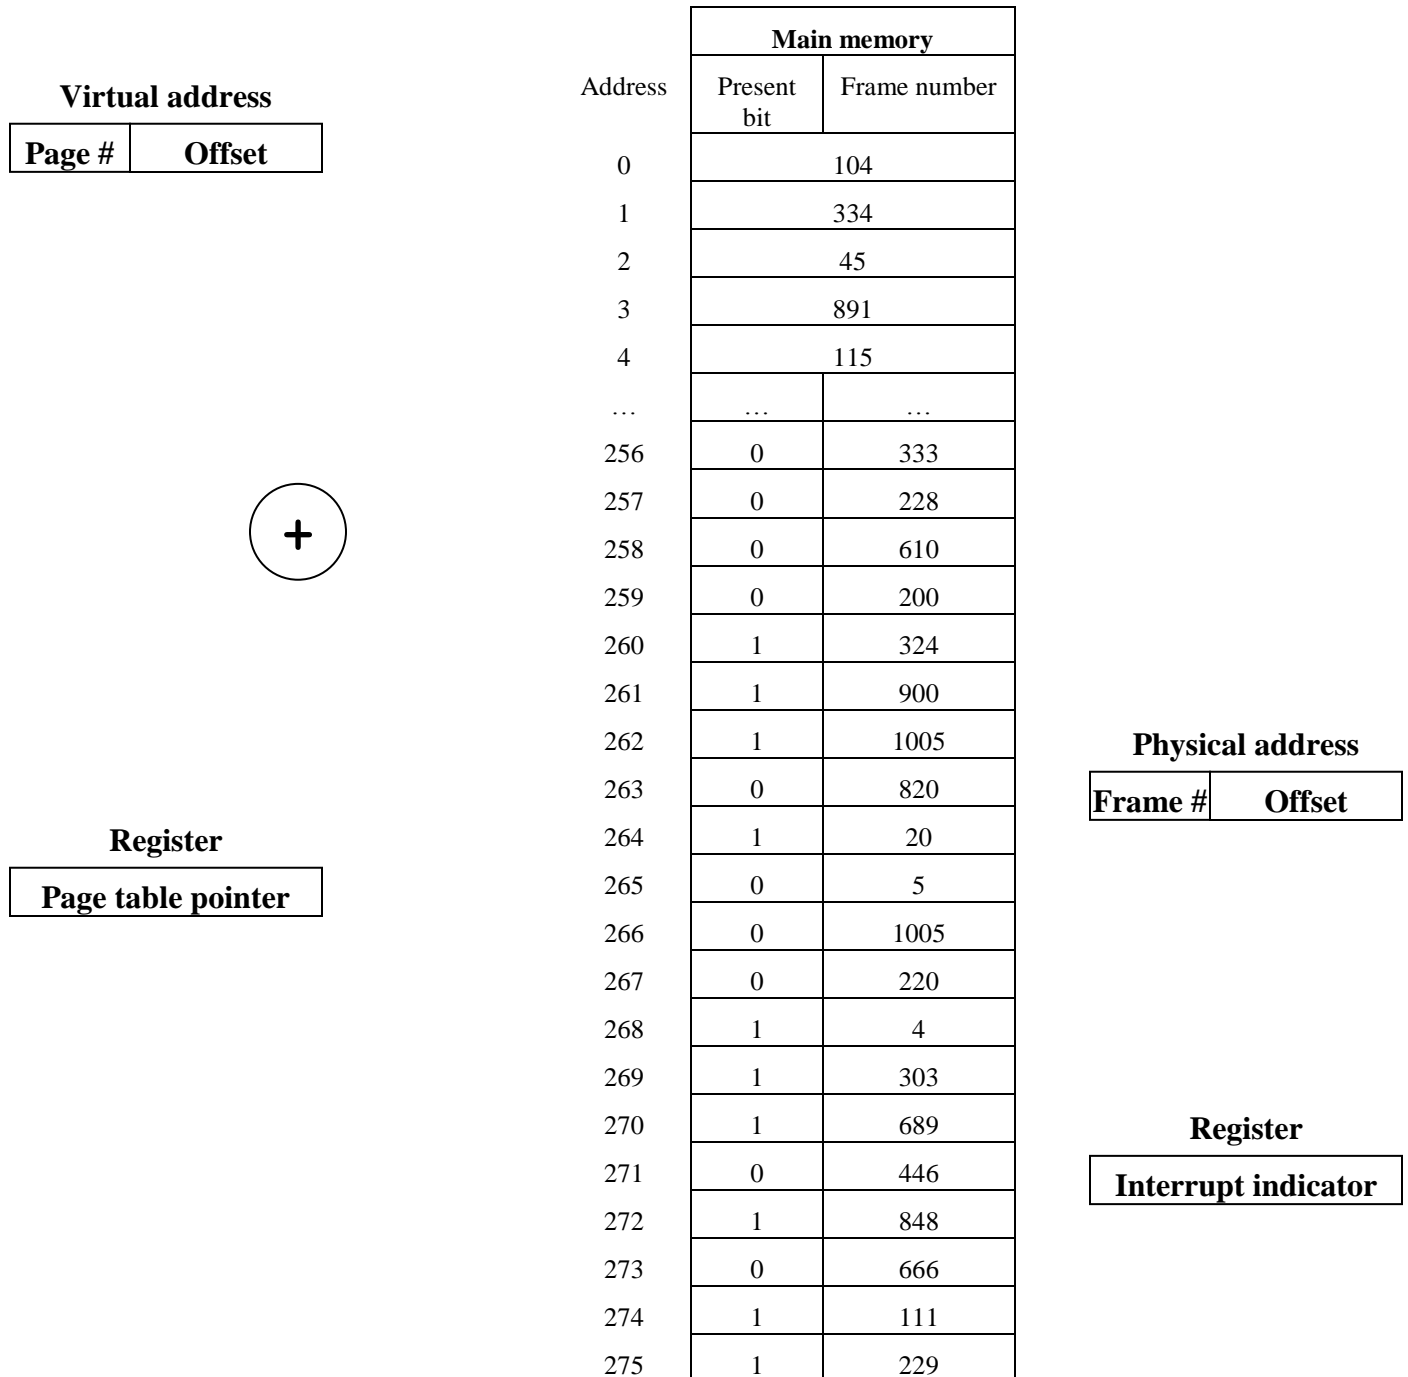 Main memory
Address Present bit Frame number
Virtual address
Page # Offset
0 104
1 334
2 45
3 891
4 115
… … …
256 0 333
257 0 228
+
258 0 610
259 0 200
260 1 324
261 1 900
262 1 1005
Physical address
263 0 820
Frame # Offset
264 1 20
Register
265 0 5
Page table pointer
266 0 1005
267 0 220
268 1 4
269 1 303
270 1 689
Register
271 0 446
Interrupt indicator
272 1 848
273 0 666
274 1 111
275 1 229